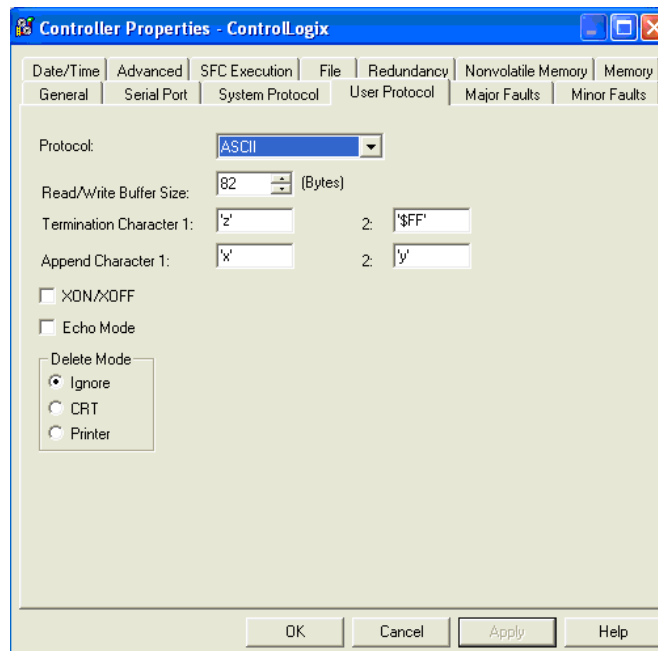 Controller Properties - ControlLogix
Date/Time Advanced SFC Execution File Redundancy Nonvolatile Memory Memory
General Serial Port System Protocol User Protocol Major Faults Minor Faults
Protocol: ASCII
Read/Write Buffer Size: 82 (Bytes)
Termination Character 1: 'z' 2: '$FF'
Append Character 1: 'x' 2: 'y'
XON/XOFF
Echo Mode
Delete Mode
Ignore
CRT
Printer
OK Cancel Apply Help